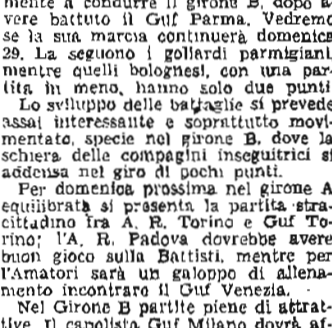 mente a condurre il girone B, dopo a-
vere battuto il Guf Parma. Vedremo
se la sua marcia continuerà domenica
29. La seguono i goliardi parmigiani,
mentre quelli bolognesi, con una par-
tita in meno, hanno solo due punti
Lo sviluppo delle battaglie si prevede
assai interessante e soprattutto movi-
mentato, specie nel girone B, dove la
schiera delle compagini inseguitrici si
addensa nel giro di pochi punti.
Per domenica prossima nel girone A
equilibrata si presenta la partita stra-
cittadino fra A. R. Torino e Guf To-
rino; l'A. R. Padova dovrebbe avere
buon gioco sulla Battisti, mentre per
l'Amatori sarà un galoppo di allena-
mento incontrare il Guf Venezia.
Nel Girone B partite piene di attrat-
tive. Il capolista Guf Milano dovrà